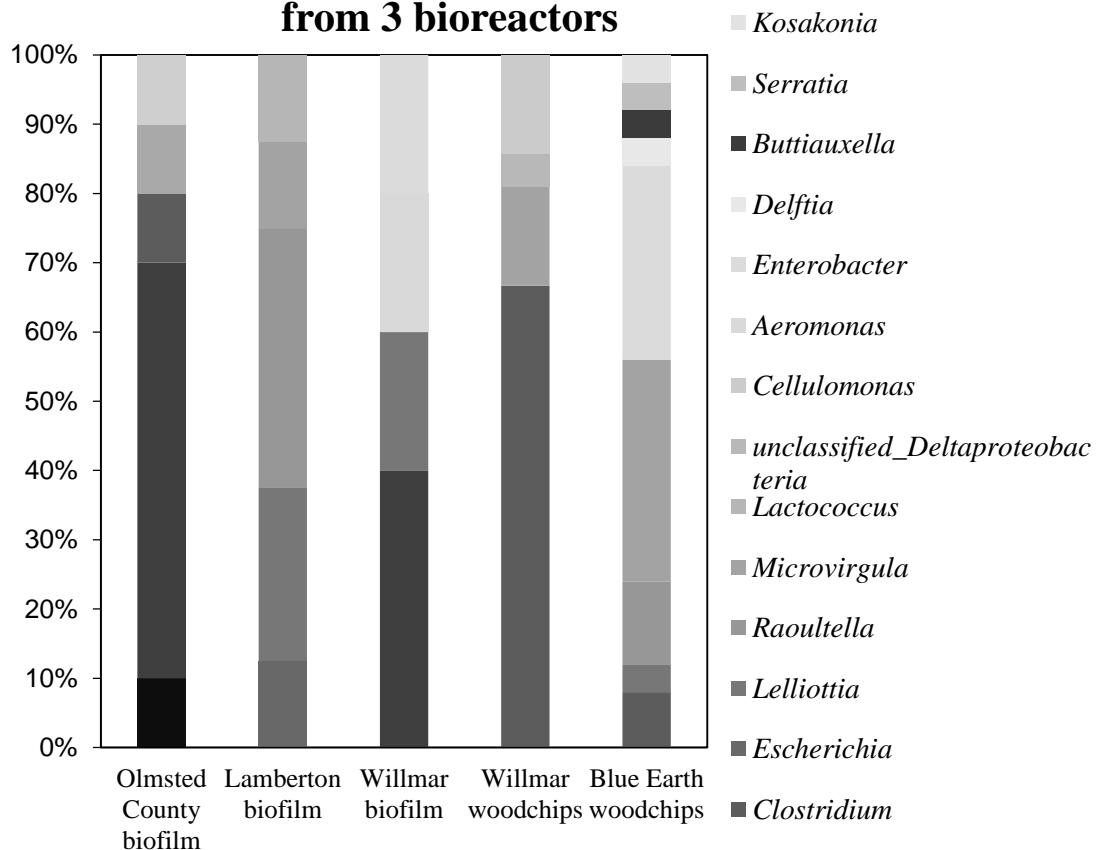 from 3 bioreactors
100%
90%
80%
70%
60%
50%
40%
30%
20%
10%
0%
Olmsted
County
biofilm
Lamberton
biofilm
Willmar
biofilm
Willmar
woodchips
Blue Earth
woodchips
Kosakonia
Serratia
Buttiauxella
Delftia
Enterobacter
Aeromonas
Cellulomonas
unclassified_Deltaproteobac
teria
Lactococcus
Microvirgula
Raoultella
Lelliottia
Escherichia
Clostridium